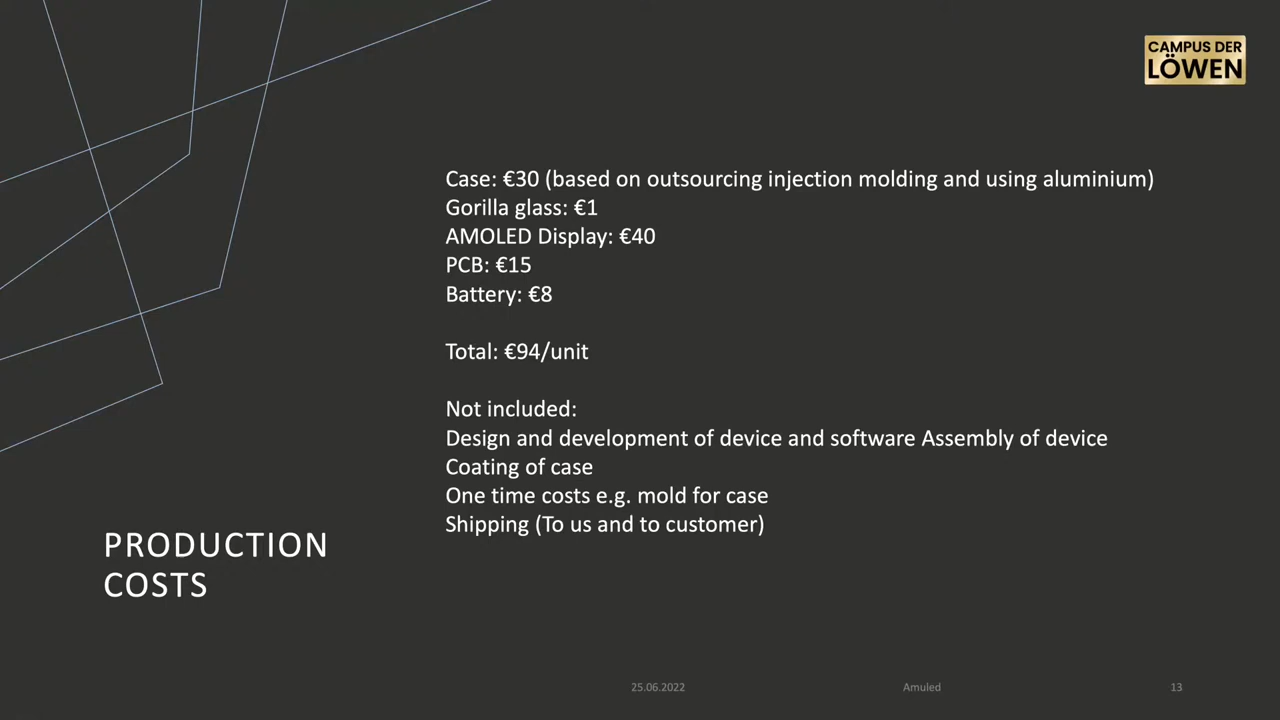 CAMPUS DER
LÖWEN
Case: €30 (based on outsourcing injection molding and using aluminium)
Gorilla glass: €1
AMOLED Display: €40
PCB: €15
Battery: €8
Total: €94/unit
Not included:
Design and development of device and software Assembly of device
Coating of case
One time costs e.g. mold for case
Shipping (To us and to customer)
PRODUCTION
COSTS
25.06.2022
Amuled
13